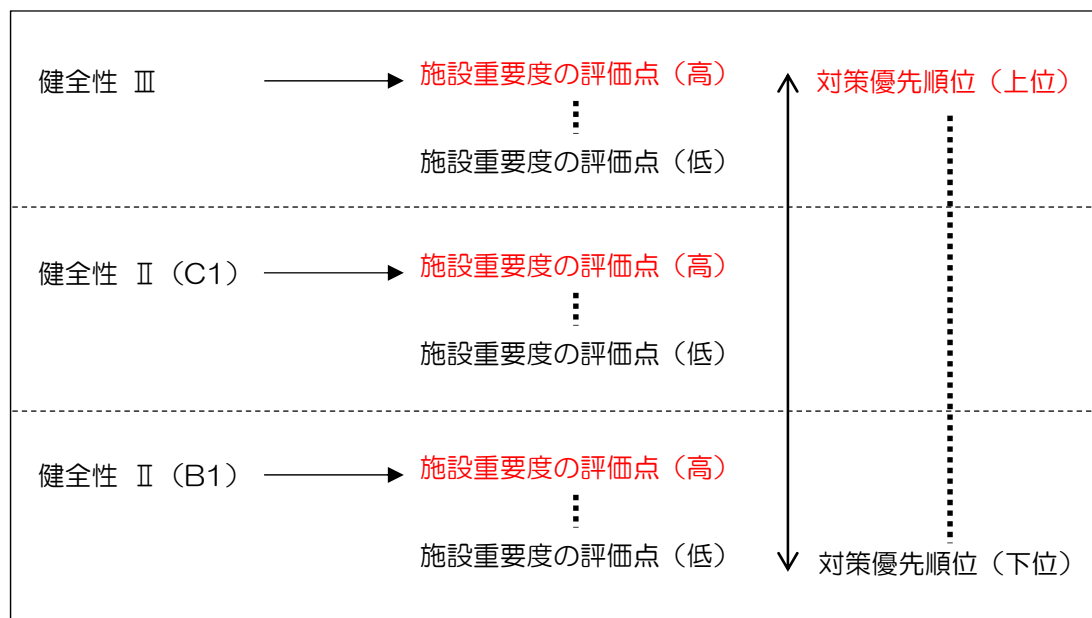 健全性 Ⅲ
施設重要度の評価点（高）
対策優先順位（上位）
施設重要度の評価点（低）
健全性 Ⅱ（C1）
施設重要度の評価点（高）
施設重要度の評価点（低）
健全性 Ⅱ（B1）
施設重要度の評価点（高）
施設重要度の評価点（低）
対策優先順位（下位）